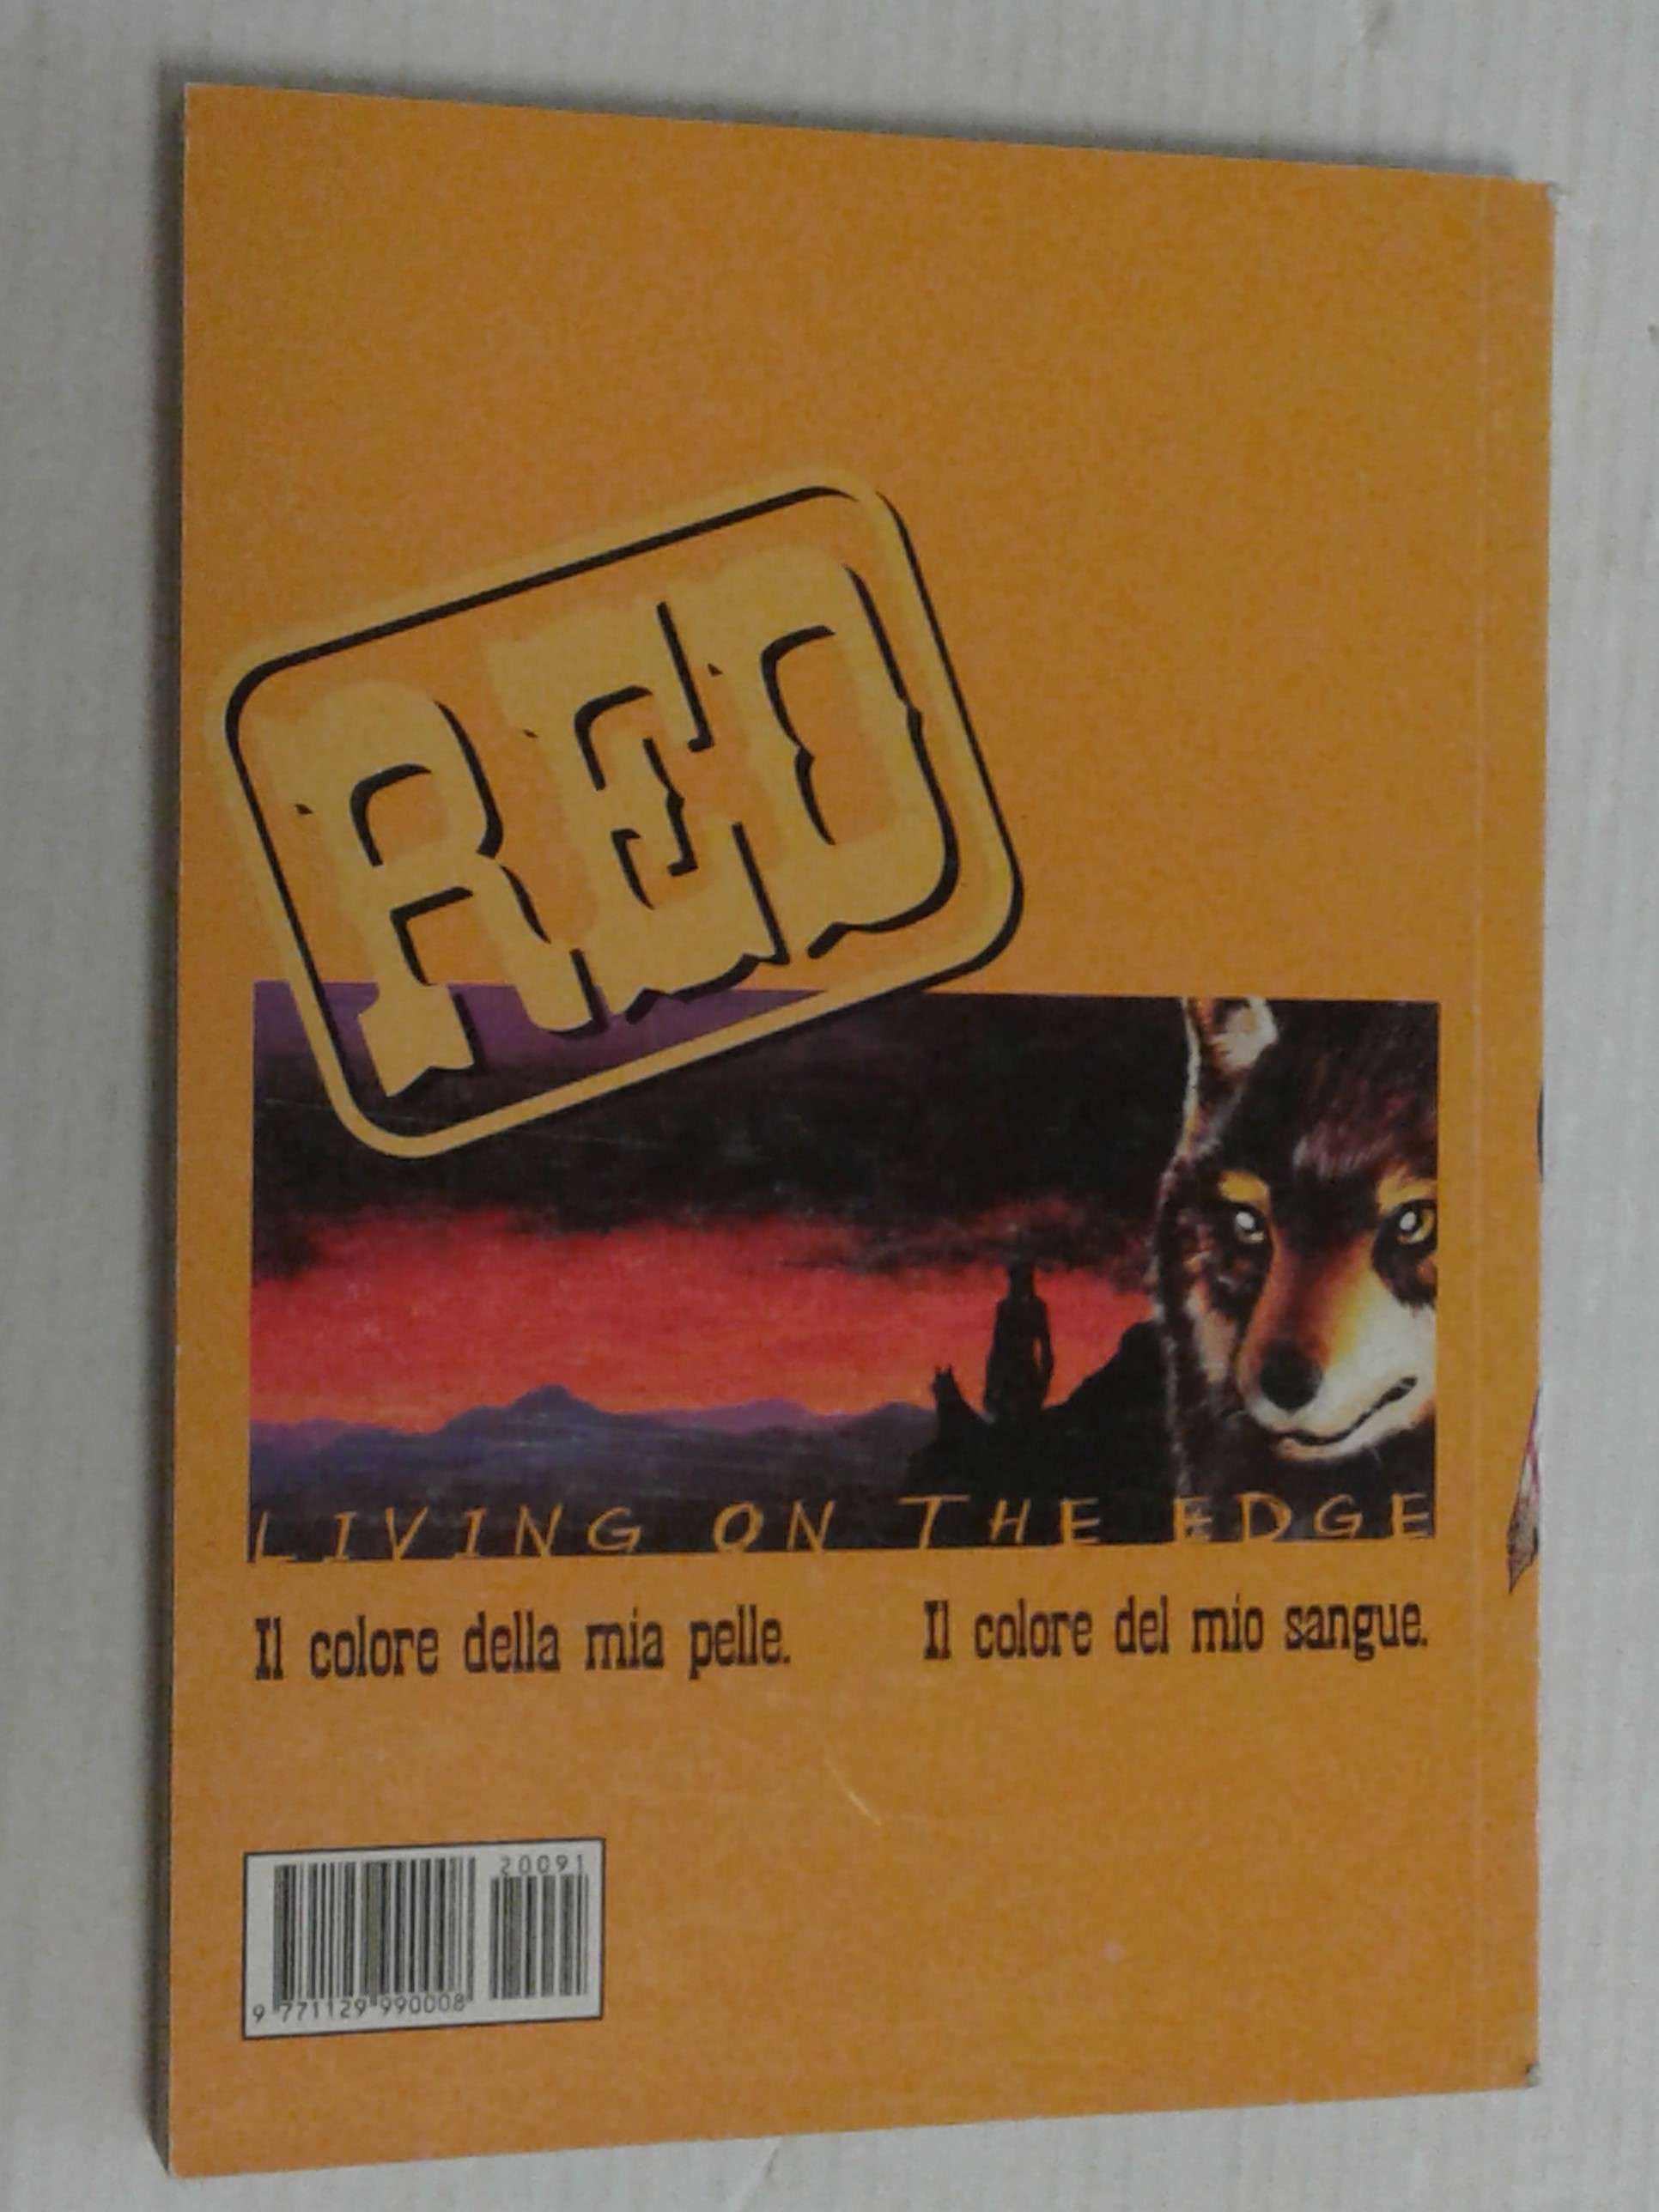 RED
LIVING ON THE EDGE
Il colore della mia pelle. Il colore del mio sangue.
20091
9 771129 990008